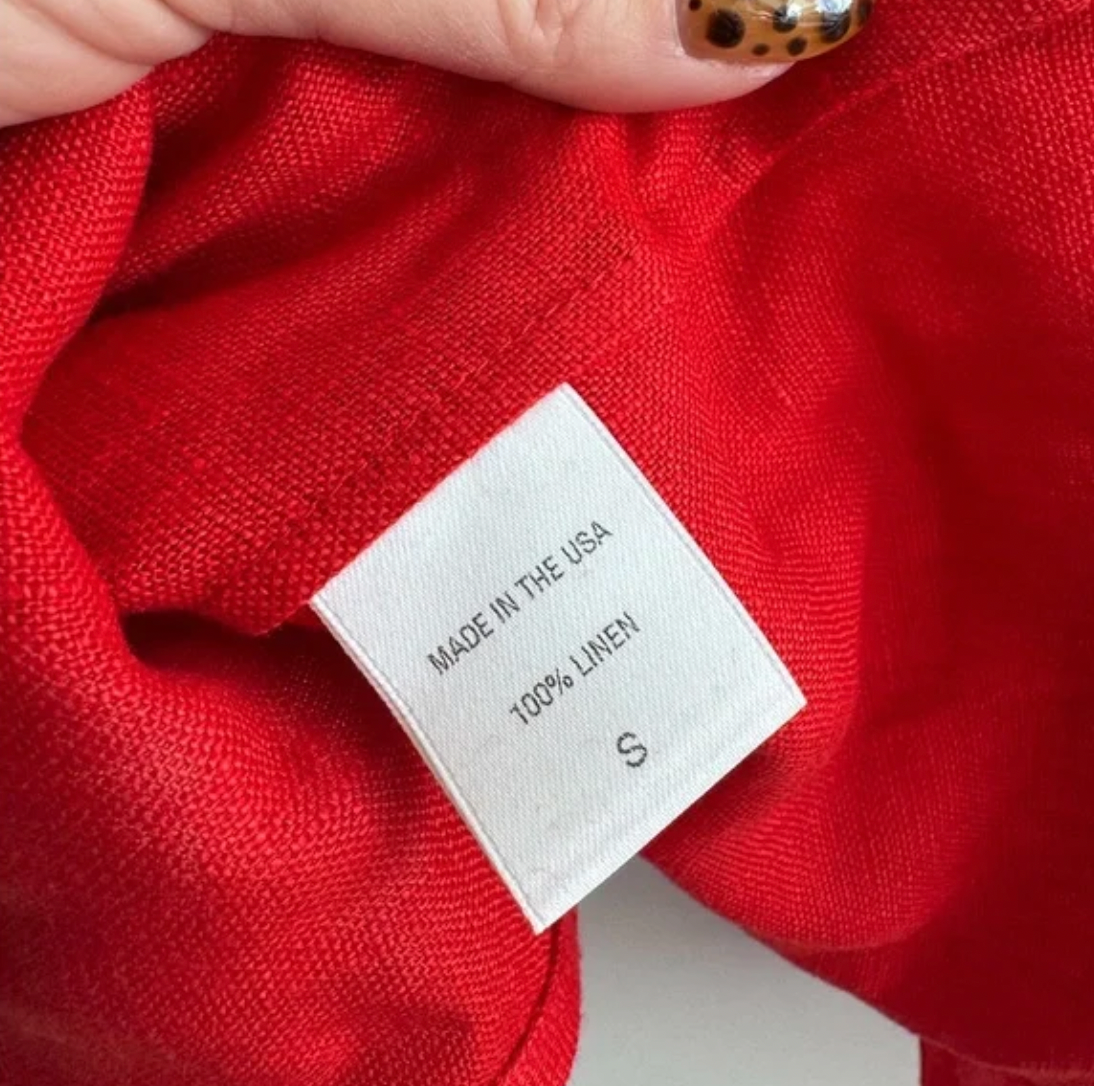 MADE IN THE USA
100% LINEN
S